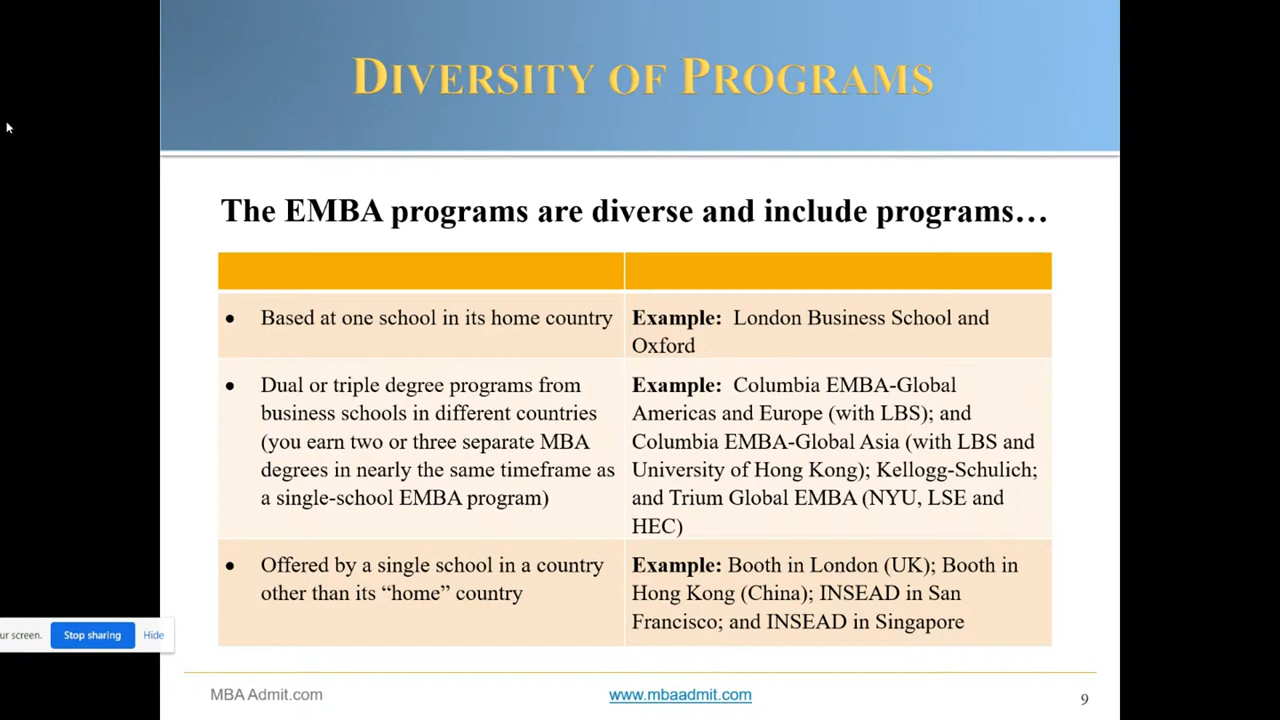 DIVERSITY OF PROGRAMS
The EMBA programs are diverse and include programs…
• Based at one school in its home country
Example: London Business School and
Oxford
• Dual or triple degree programs from
business schools in different countries
(you earn two or three separate MBA
degrees in nearly the same timeframe as
a single-school EMBA program)
Example: Columbia EMBA-Global
Americas and Europe (with LBS); and
Columbia EMBA-Global Asia (with LBS and
University of Hong Kong); Kellogg-Schulich;
and Trium Global EMBA (NYU, LSE and
HEC)
• Offered by a single school in a country
other than its “home” country
Example: Booth in London (UK); Booth in
Hong Kong (China); INSEAD in San
Francisco; and INSEAD in Singapore
ur screen. Stop sharing Hide
MBA Admit.com www.mbaadmit.com 9